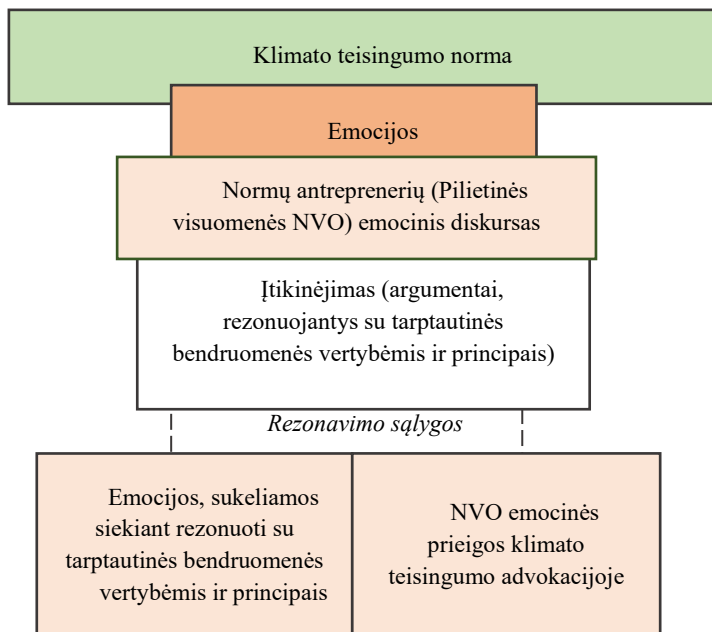 Klimato teisingumo norma
Emocijos
Normų antreprenerių (Pilietinės
visuomenės NVO) emocinis diskursas
Įtikinėjimas (argumentai,
rezonuojantys su tarptautinės
bendruomenės vertybėmis ir principais)
Rezonavimo sąlygos
Emocijos, sukeliamos
siekiant rezonuoti su
tarptautinės bendruomenės
vertybėmis ir principais
NVO emocinės
prieigos klimato
teisingumo advokacijoje